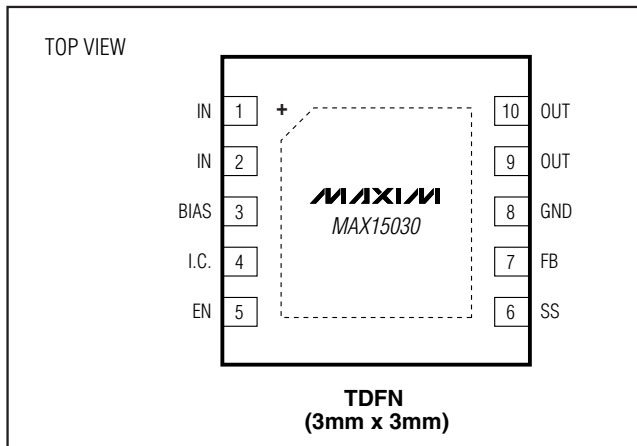 TOP VIEW
IN 1 + 10 OUT
IN 2 9 OUT
MAXIM
BIAS 3 MAX15030 8 GND
I.C. 4 7 FB
EN 5 6 SS
TDFN
(3mm x 3mm)